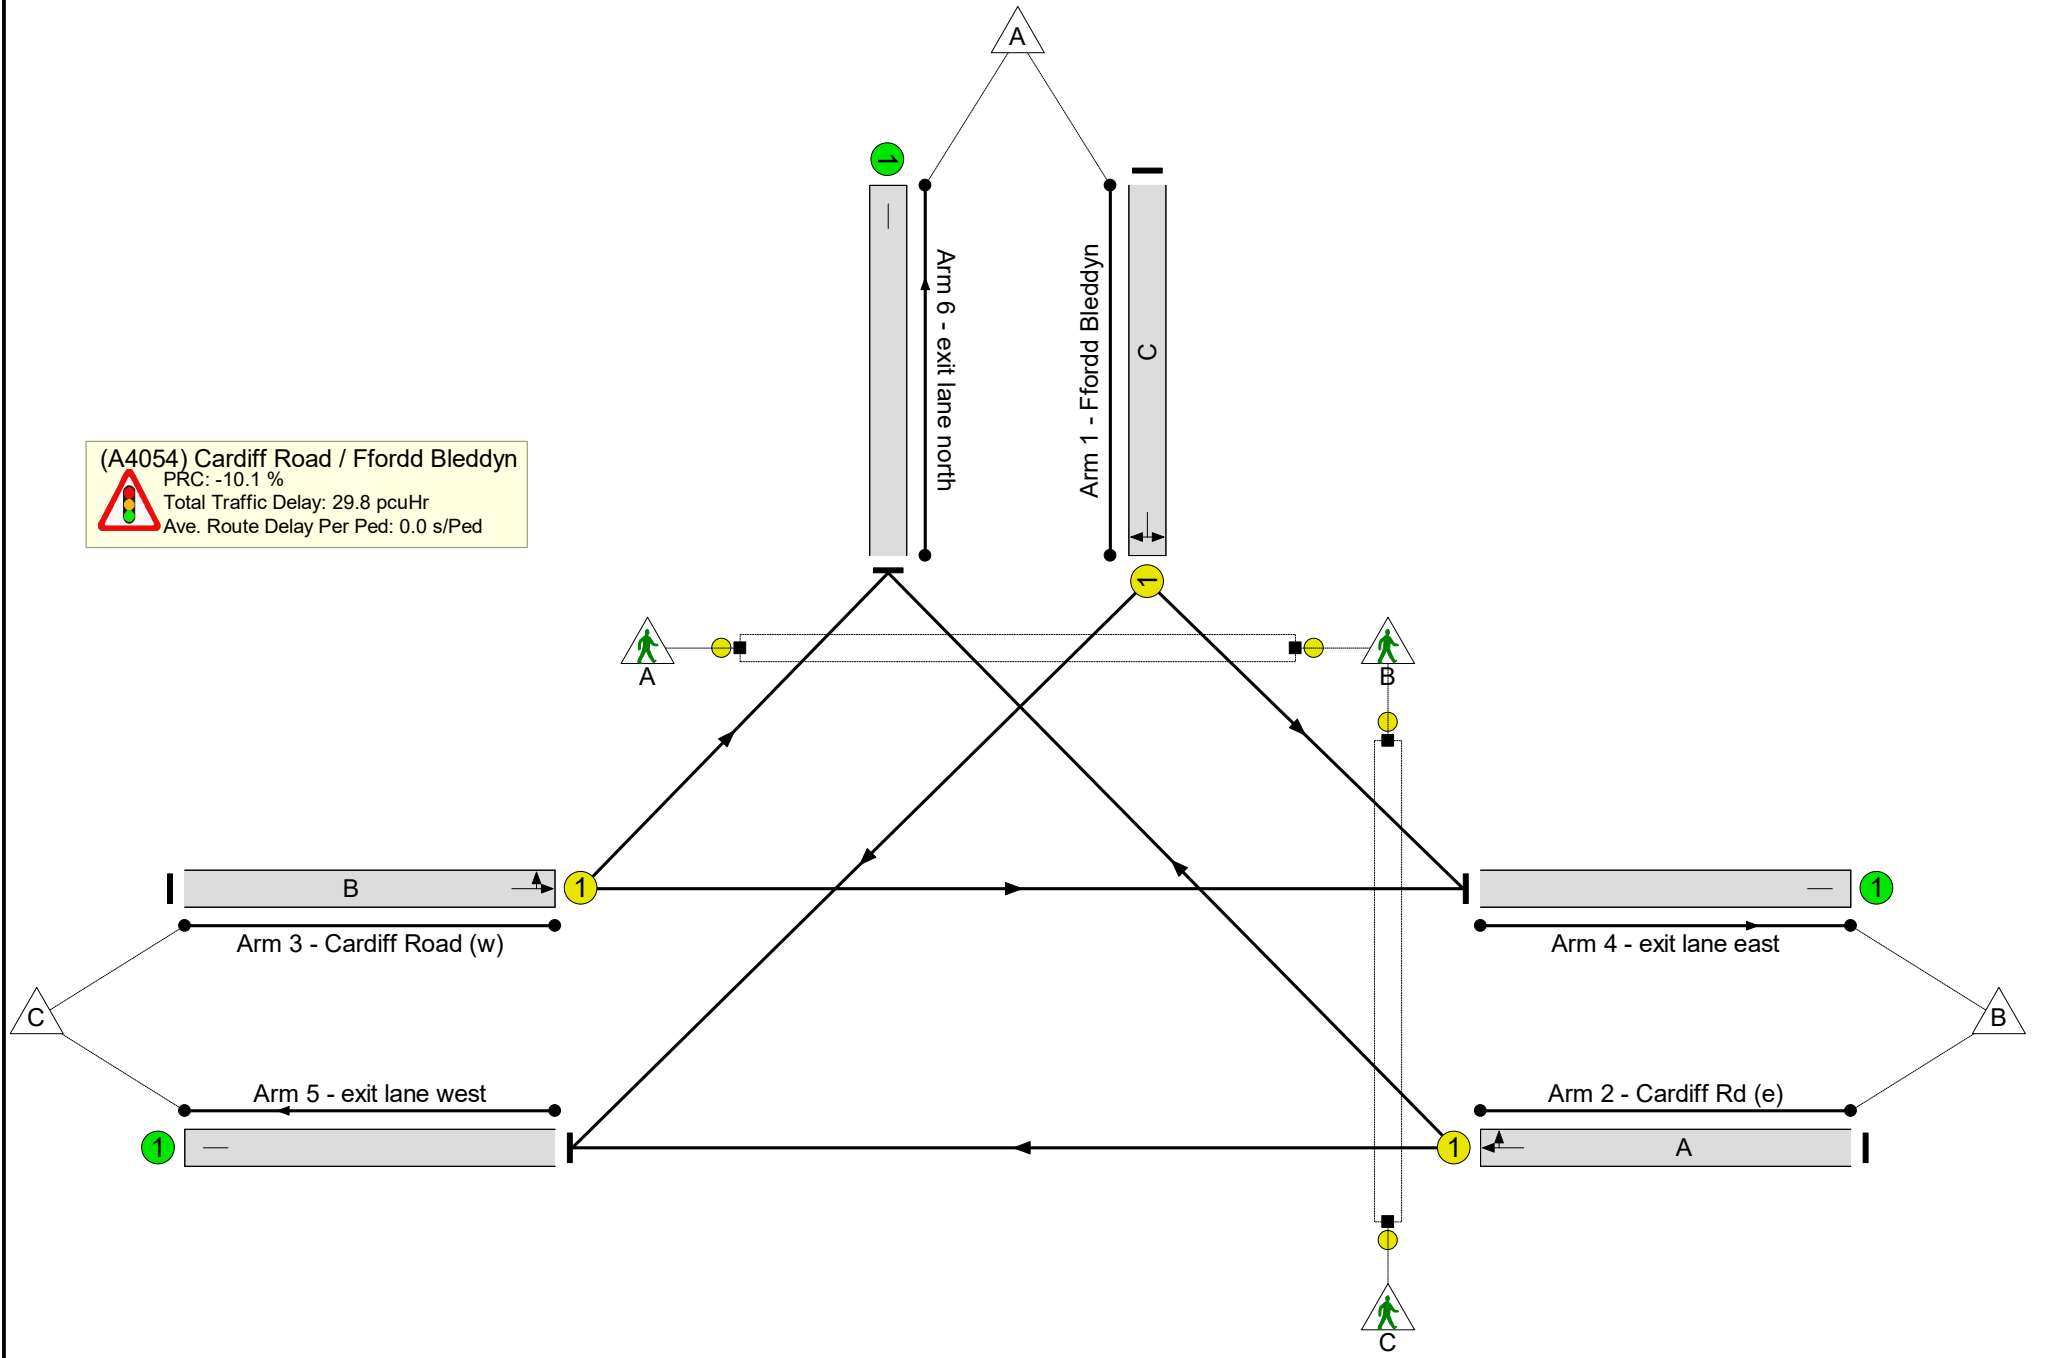 A
1
Arm 6 - exit lane north
Arm 1 - Ffordd Bleddyn
C
(A4054) Cardiff Road / Ffordd Bleddyn
PRC: -10.1 %
Total Traffic Delay: 29.8 pcuHr
Ave. Route Delay Per Ped: 0.0 s/Ped
1
A
B
B
1
1
Arm 3 - Cardiff Road (w)
Arm 4 - exit lane east
C
B
Arm 5 - exit lane west
Arm 2 - Cardiff Rd (e)
1
1
A
C